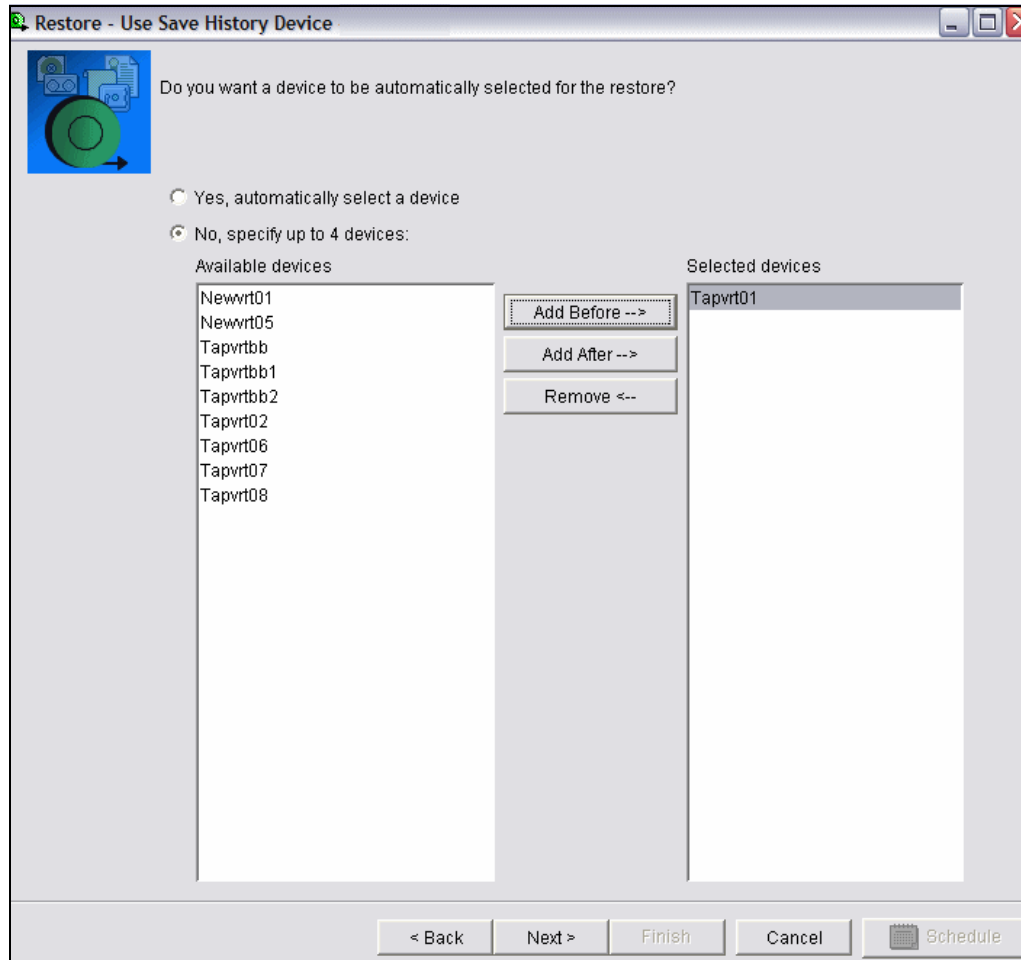 Restore - Use Save History Device
Do you want a device to be automatically selected for the restore?
Yes, automatically select a device
No, specify up to 4 devices:
Available devices
Selected devices
Newvrt01
Newvrt05
Tapvrtbb
Tapvrtbb1
Tapvrtbb2
Tapvrt02
Tapvrt06
Tapvrt07
Tapvrt08
Add Before -->
Add After -->
Remove <--
Tapvrt01
< Back
Next >
Finish
Cancel
Schedule